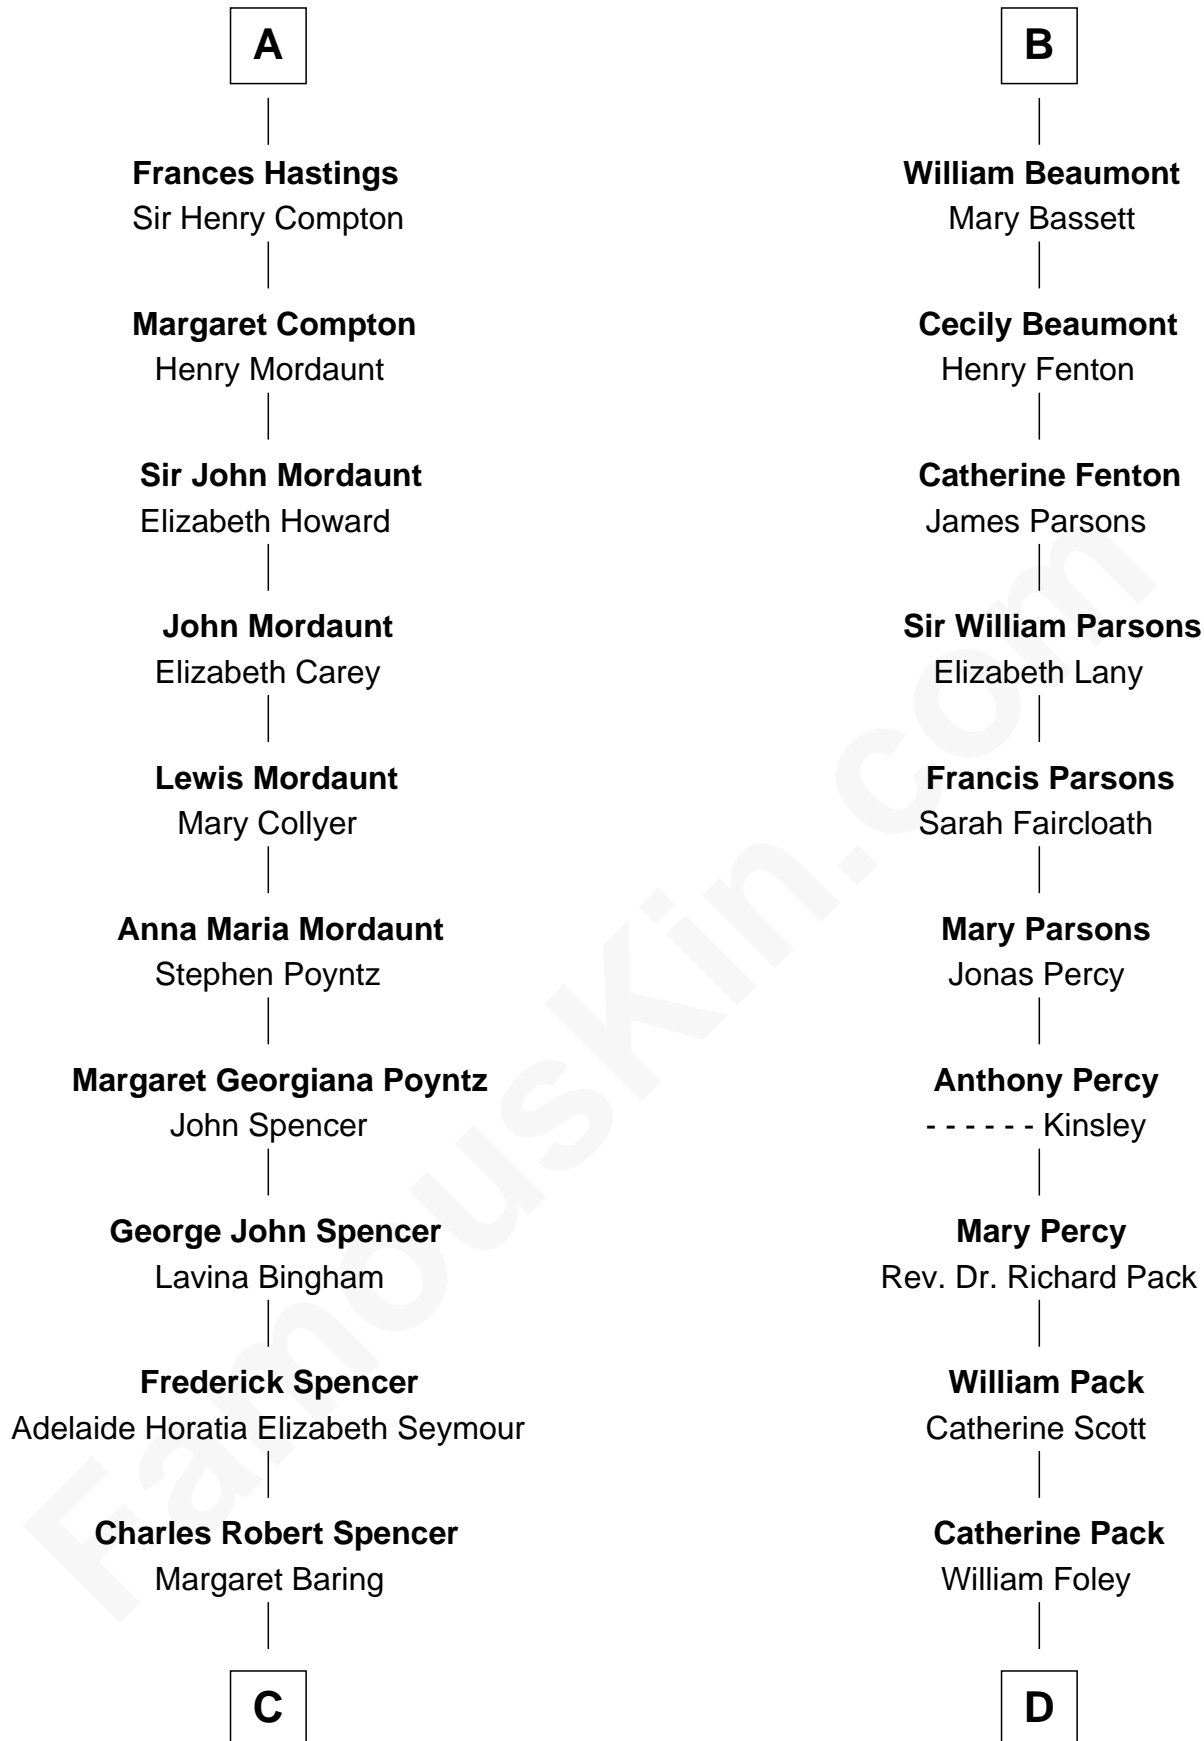 A
Frances Hastings
Sir Henry Compton
Margaret Compton
Henry Mordaunt
Sir John Mordaunt
Elizabeth Howard
John Mordaunt
Elizabeth Carey
Lewis Mordaunt
Mary Collyer
Anna Maria Mordaunt
Stephen Poyntz
Margaret Georgiana Poyntz
John Spencer
George John Spencer
Lavina Bingham
Frederick Spencer
Adelaide Horatia Elizabeth Seymour
Charles Robert Spencer
Margaret Baring
C
B
William Beaumont
Mary Bassett
Cecily Beaumont
Henry Fenton
Catherine Fenton
James Parsons
Sir William Parsons
Elizabeth Lany
Francis Parsons
Sarah Faircloath
Mary Parsons
Jonas Percy
Anthony Percy
- - - - - - Kinsley
Mary Percy
Rev. Dr. Richard Pack
William Pack
Catherine Scott
Catherine Pack
William Foley
D
FamousKin.com